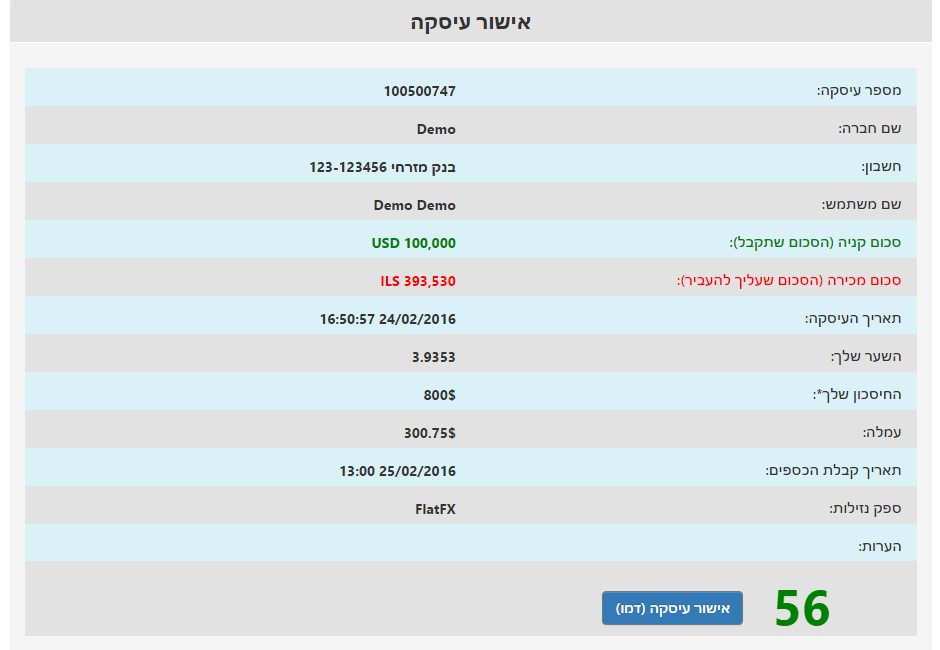 אישור עיסקה
מספר עיסקה: 100500747
שם חברה: Demo
חשבון: בנק מזרחי 123-123456
שם משתמש: Demo Demo
סכום קניה (הסכום שתקבל): USD 100,000
סכום מכירה (הסכום שעליך להעביר): ILS 393,530
תאריך העיסקה: 16:50:57 24/02/2016
השער שלך: 3.9353
החיסכון שלך*: 800$
עמלה: 300.75$
תאריך קבלת הכספים: 13:00 25/02/2016
ספק נזילות: FlatFX
הערות:
56 אישור עיסקה (דמו)